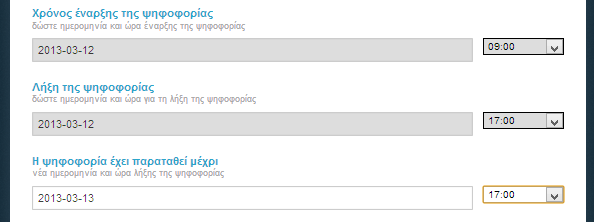 Χρόνος έναρξης της ψηφοφορίας
δώστε ημερομηνία και ώρα έναρξης της ψηφοφορίας
2013-03-12 09:00
Λήξη της ψηφοφορίας
δώστε ημερομηνία και ώρα για τη λήξη της ψηφοφορίας
2013-03-12 17:00
Η ψηφοφορία έχει παραταθεί μέχρι
νέα ημερομηνία και ώρα λήξης της ψηφοφορίας
2013-03-13 17:00